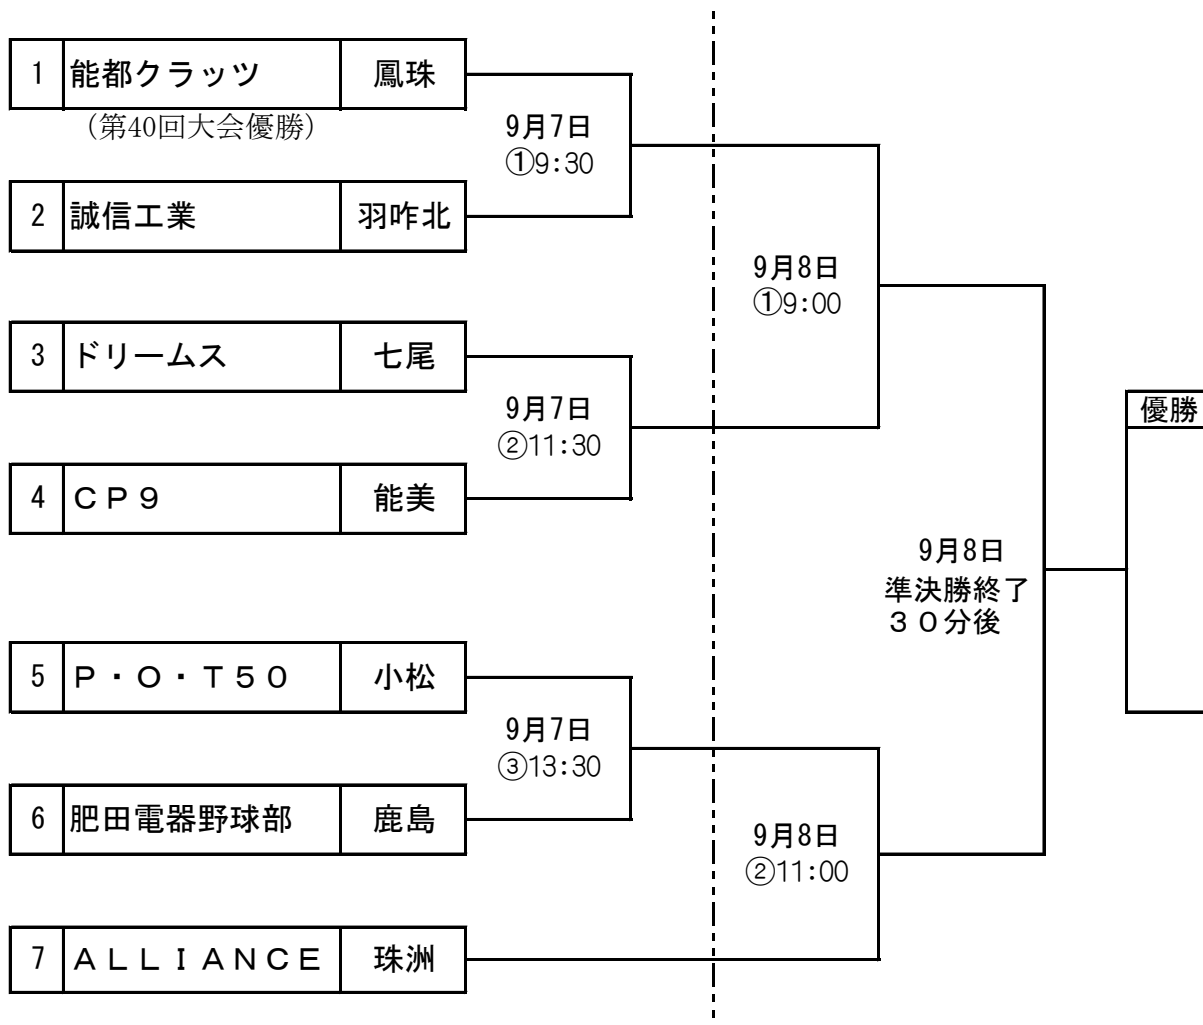 1 能都クラッツ 鳳珠
(第40回大会優勝)
9月7日
①9:30
2 誠信工業 羽咋北
9月8日
①9:00
3 ドリームス 七尾
9月7日
②11:30
優勝
4 CP9 能美
9月8日
準決勝終了
30分後
5 P・O・T50 小松
9月7日
③13:30
6 肥田電器野球部 鹿島
9月8日
②11:00
7 ALLIANCE 珠洲